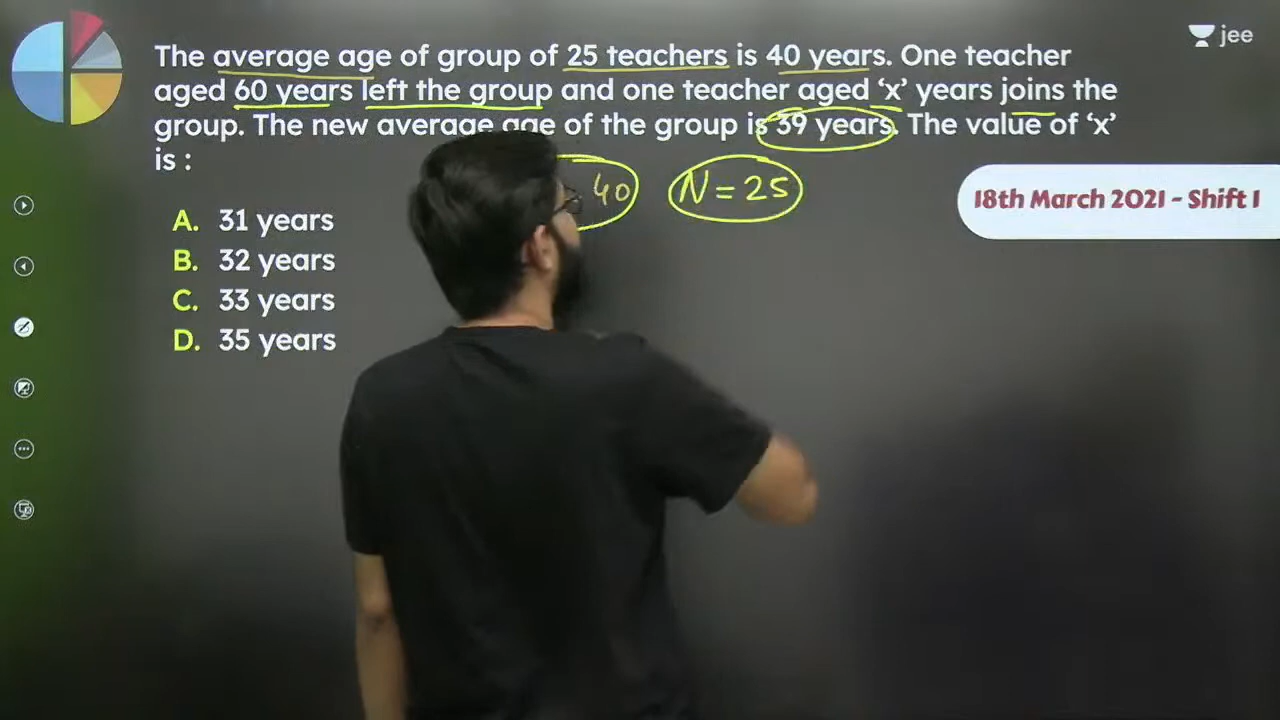 jee
The average age of group of 25 teachers is 40 years. One teacher
aged 60 years left the group and one teacher aged ‘x’ years joins the
group. The new average age of the group is 39 years. The value of ‘x’
is :
40 N = 25
18th March 2021 - Shift 1
A. 31 years
B. 32 years
C. 33 years
D. 35 years